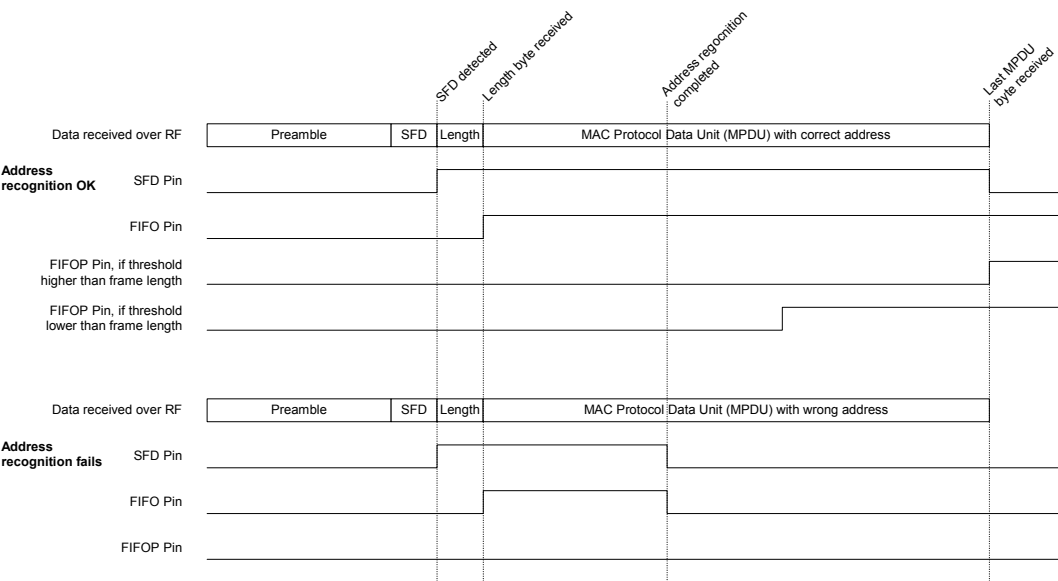 SFD detected
Length byte received
Address regocnition
completed
Last MPDU
byte received
Data received over RF
Preamble
SFD
Length
MAC Protocol Data Unit (MPDU) with correct address
Address
recognition OK
SFD Pin
FIFO Pin
FIFOP Pin, if threshold
higher than frame length
FIFOP Pin, if threshold
lower than frame length
Data received over RF
Preamble
SFD
Length
MAC Protocol Data Unit (MPDU) with wrong address
Address
recognition fails
SFD Pin
FIFO Pin
FIFOP Pin